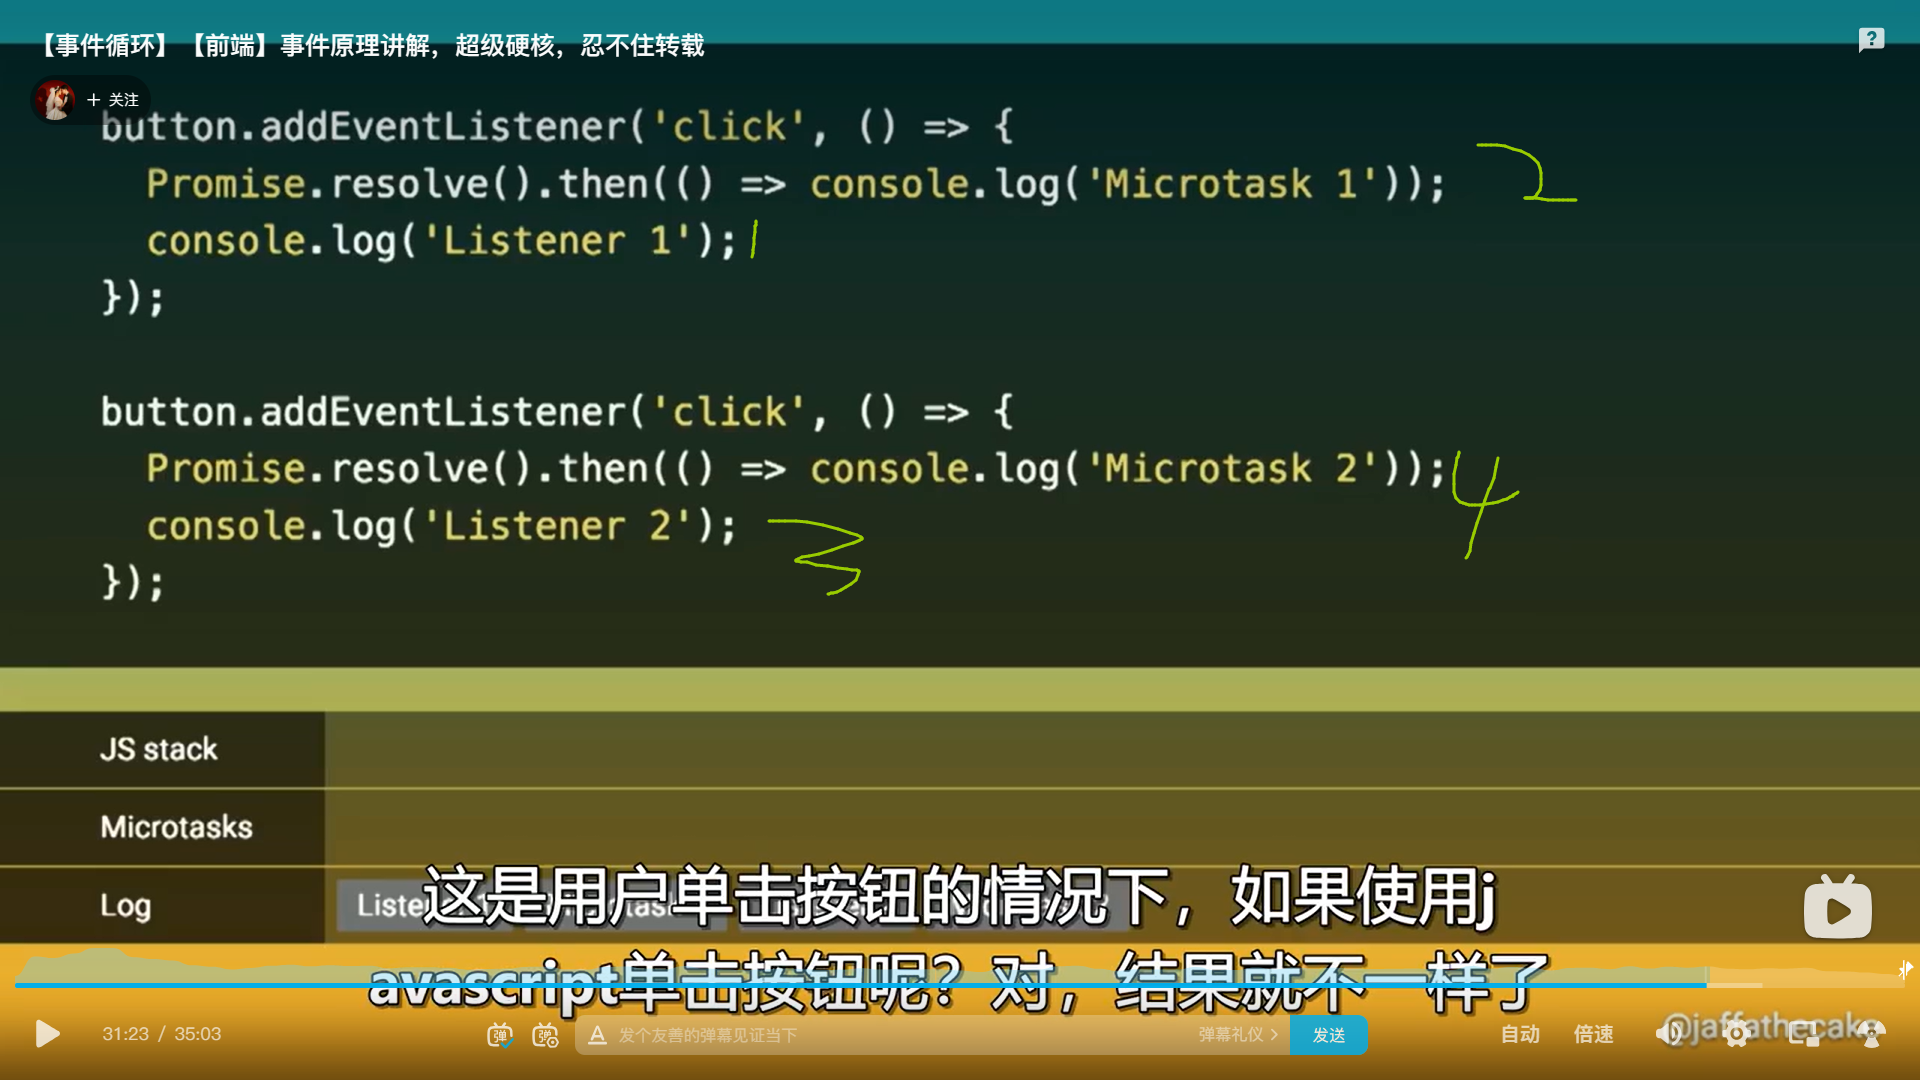 【事件循环】【前端】事件原理讲解，超级硬核，忍不住转载
+ 关注
button.addEventListener('click', () => {
Promise.resolve().then(() => console.log('Microtask 1')); 2
console.log('Listener 1'); 1
});
button.addEventListener('click', () => {
Promise.resolve().then(() => console.log('Microtask 2')); 4
console.log('Listener 2'); 3
});
JS stack
Microtasks
Log
这是用户单击按钮的情况下，如果使用j
avascript单击按钮呢？对，结果就不一样了
31:23 / 35:03
弹
弹
A 发个友善的弹幕见证当下
弹幕礼仪 >
发送
自动
倍速
@jaffathecake